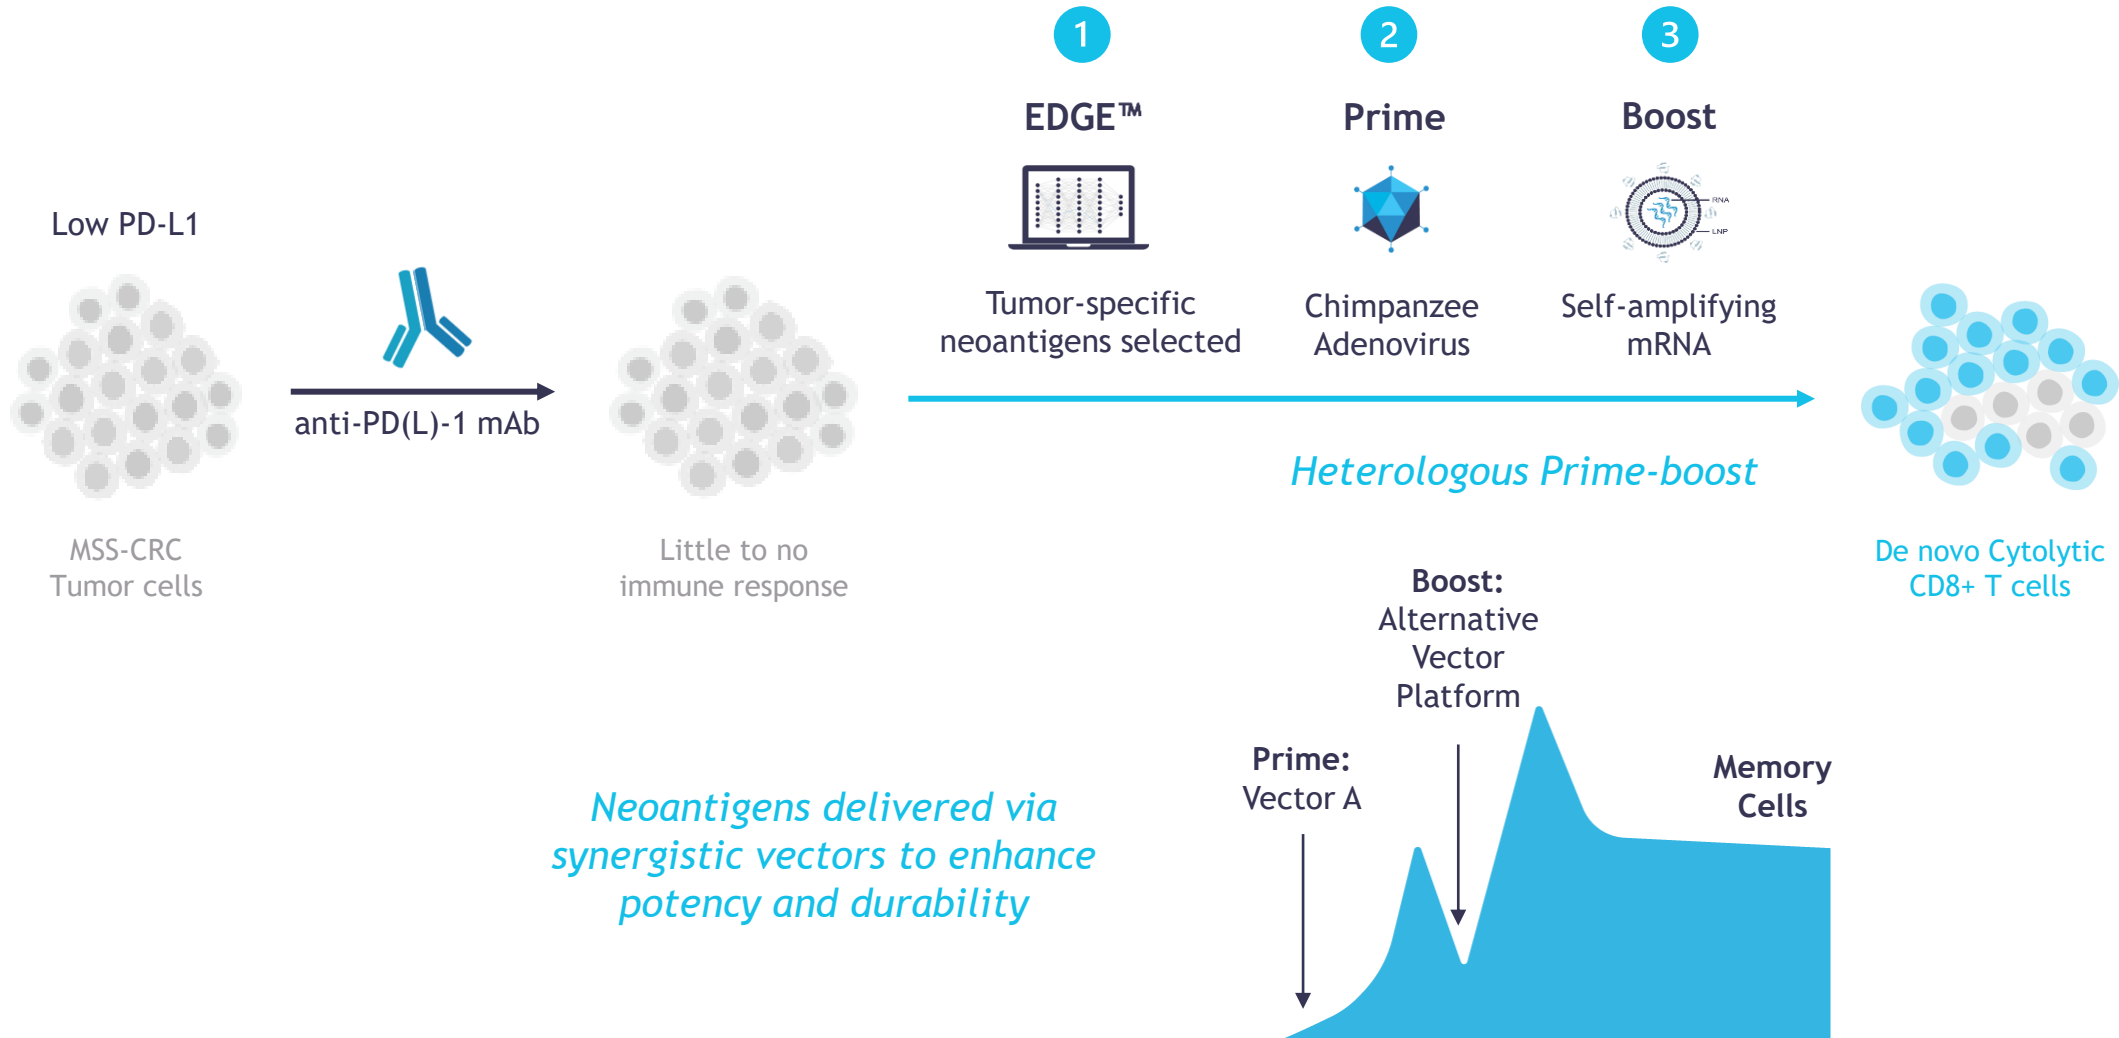 1
2
3
EDGE™
Prime
Boost
RNA
LNP
Low PD-L1
Tumor-specific
neoantigens selected
Chimpanzee
Adenovirus
Self-amplifying
mRNA
anti-PD(L)-1 mAb
Heterologous Prime-boost
MSS-CRC
Tumor cells
Little to no
immune response
De novo Cytolytic
CD8+ T cells
Boost:
Alternative
Vector
Platform
Prime:
Vector A
Memory
Cells
Neoantigens delivered via
synergistic vectors to enhance
potency and durability